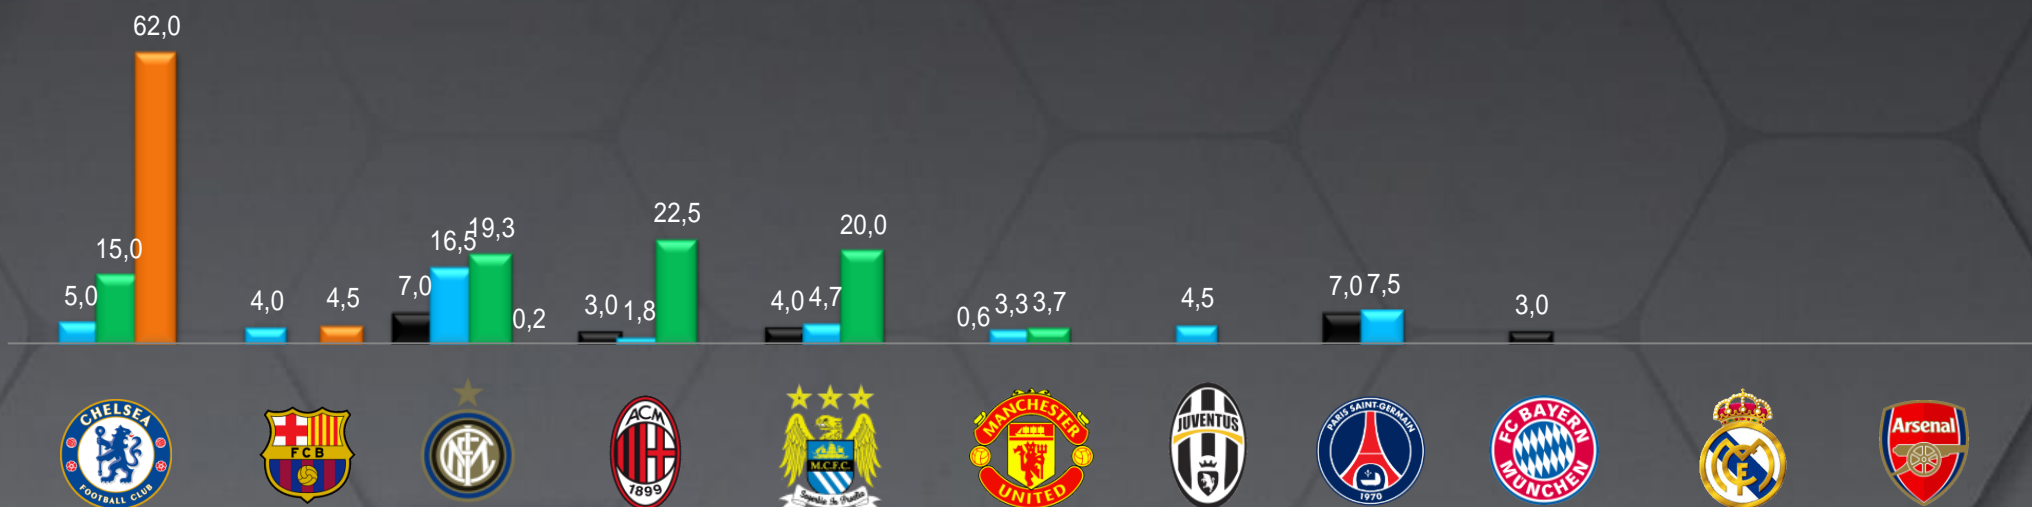 62,0
5,0 15,0
4,0 4,5
7,0 16,5 19,3 0,2
3,0 1,8 22,5
4,0 4,7 20,0
0,6 3,3 3,7
4,5
7,0 7,5
3,0
CHELSEA
FOOTBALL CLUB
FCB
ACM
1899
M.C.F.C.
MANCHESTER
UNITED
JUVENTUS
PARIS SAINT-GERMAIN
1970
FC BAYERN
MÜNCHEN
Arsenal